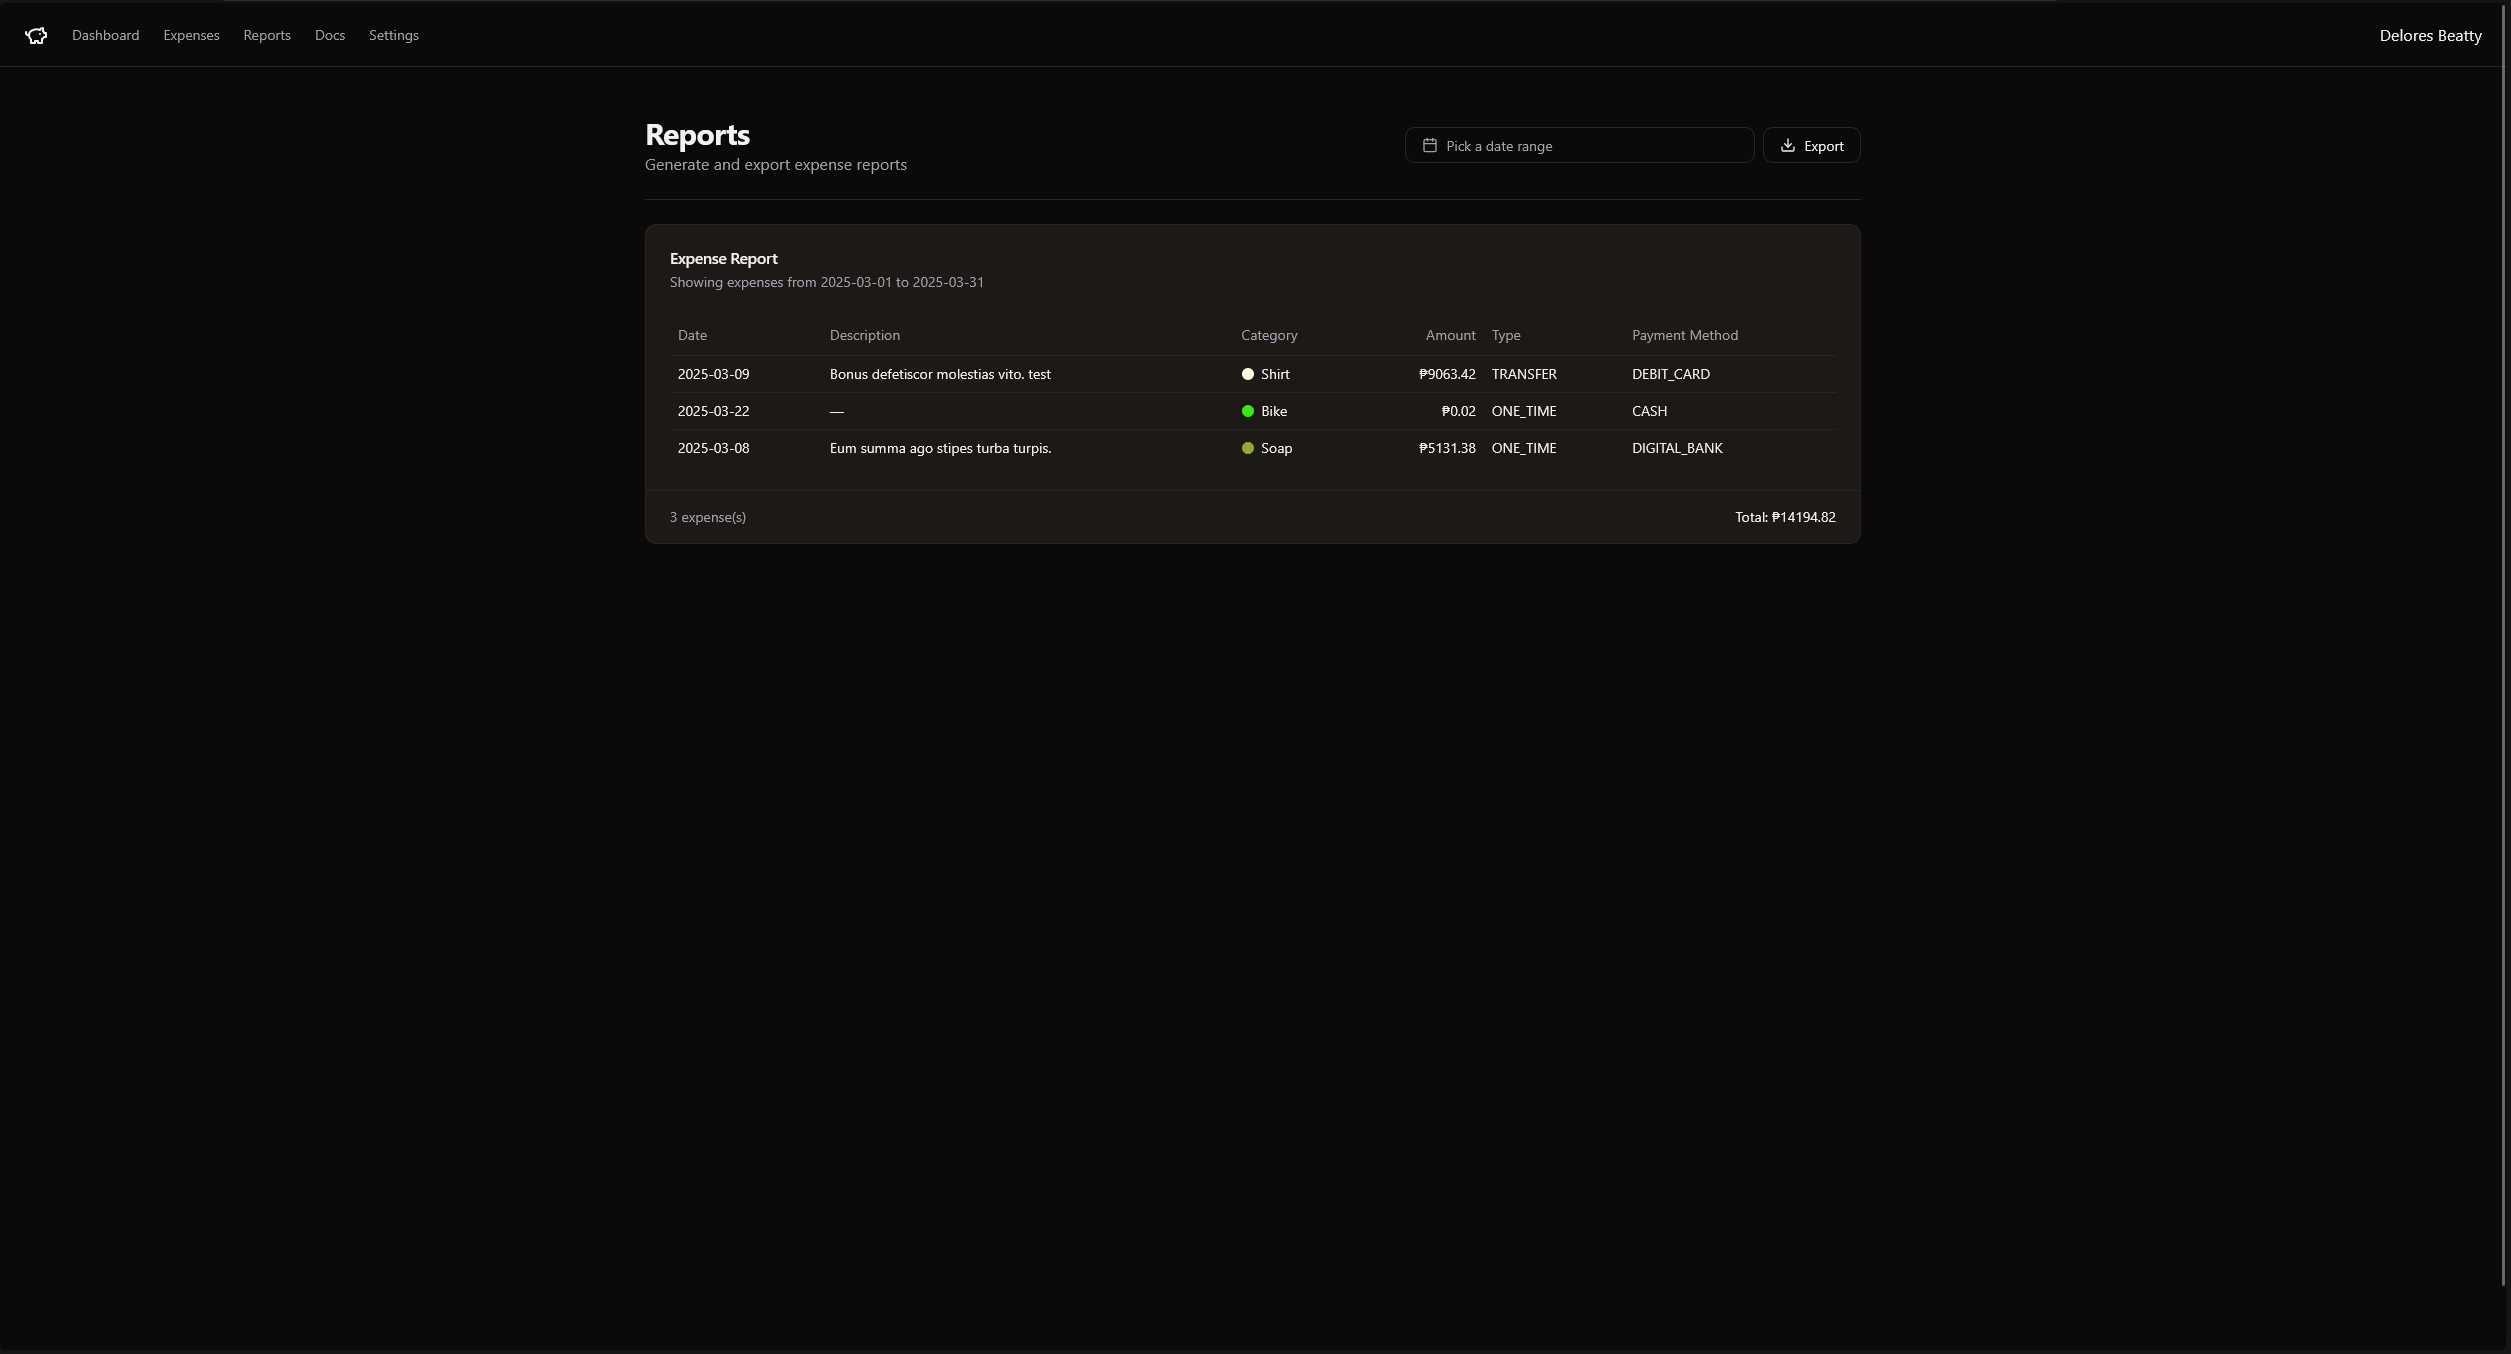 Dashboard Expenses Reports Docs Settings Delores Beatty
Reports
Generate and export expense reports
Pick a date range Export
Expense Report
Showing expenses from 2025-03-01 to 2025-03-31
Date Description Category Amount Type Payment Method
2025-03-09 Bonus defetiscor molestias vito. test Shirt ₱9063.42 TRANSFER DEBIT_CARD
2025-03-22 — Bike ₱0.02 ONE_TIME CASH
2025-03-08 Eum summa ago stipes turba turpis. Soap ₱5131.38 ONE_TIME DIGITAL_BANK
3 expense(s) Total: ₱14194.82